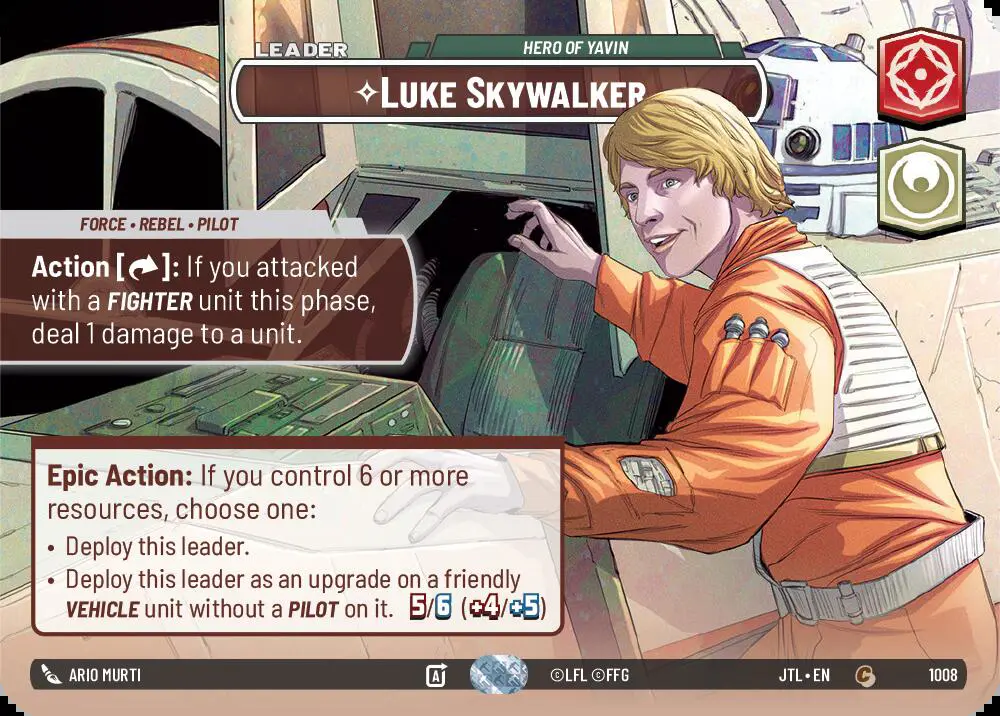 LEADER
HERO OF YAVIN
LUKE SKYWALKER
FORCE • REBEL • PILOT
Action [ ]: If you attacked
with a FIGHTER unit this phase,
deal 1 damage to a unit.
Epic Action: If you control 6 or more
resources, choose one:
• Deploy this leader.
• Deploy this leader as an upgrade on a friendly
VEHICLE unit without a PILOT on it. 5/6 (+4/+5)
ARIO MURTI
A
©LFL ©FFG
JTL • EN
C
1008